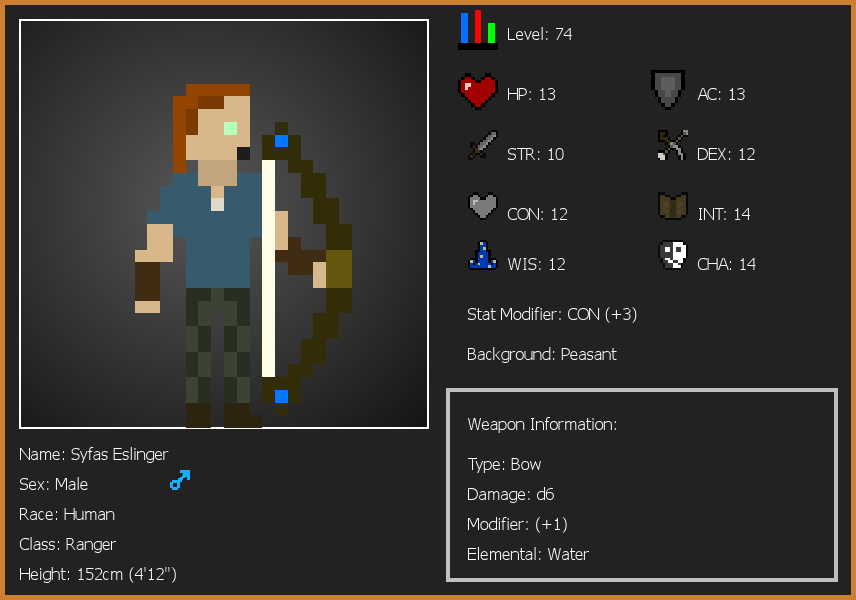 Level: 74
HP: 13
AC: 13
STR: 10
DEX: 12
CON: 12
INT: 14
WIS: 12
CHA: 14
Stat Modifier: CON (+3)
Background: Peasant
Weapon Information:
Type: Bow
Damage: d6
Modifier: (+1)
Elemental: Water
Name: Syfas Eslinger
Sex: Male
Race: Human
Class: Ranger
Height: 152cm (4'12")